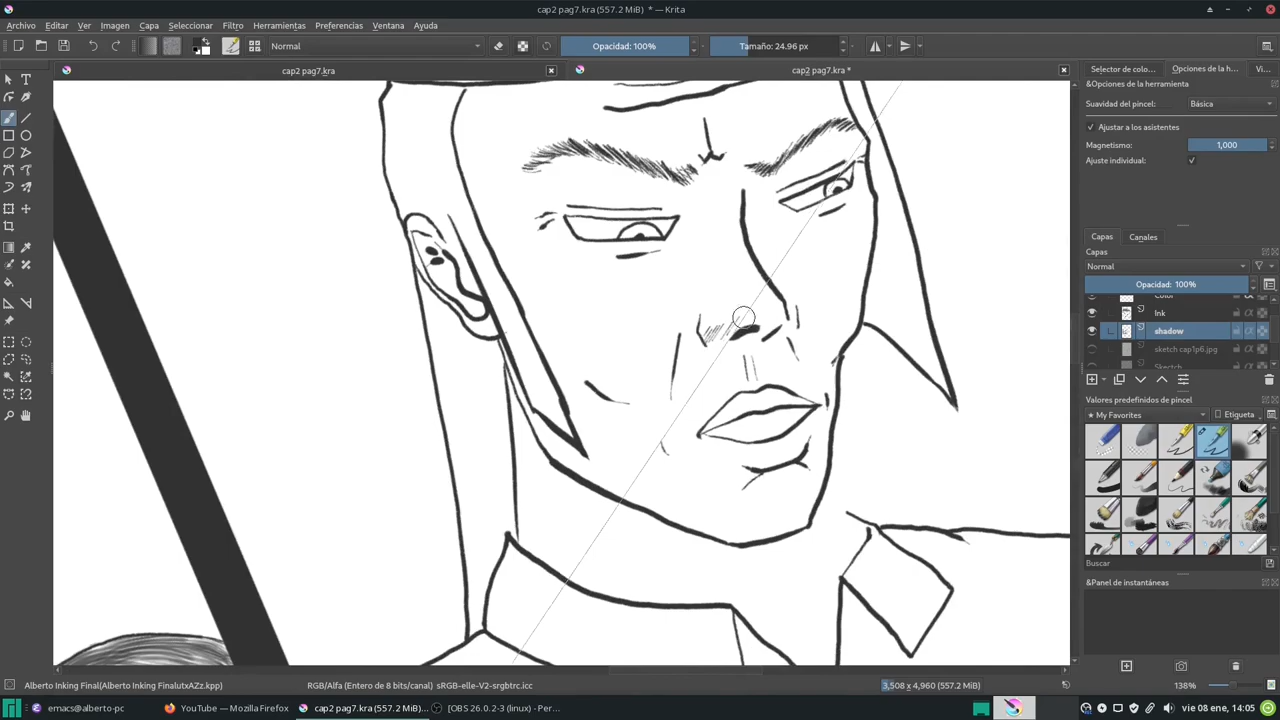 cap2 pag7.kra (557.2 MiB) * — Krita
Archivo Editar Ver Imagen Capa Seleccionar Filtro Herramientas Preferencias Ventana Ayuda
Normal
Opacidad: 100%
Tamaño: 24.96 px
cap2 pag7.kra
cap2 pag7.kra *
Selector de colo...
Opciones de la h...
Vi...
&Opciones de la herramienta
Suavidad del pincel:
Básica
Ajustar a los asistentes
Magnetismo:
1,000
Ajuste individual:
Capas
Canales
Capas
Normal
Opacidad: 100%
Color
Ink
shadow
sketch cap1p6.jpg
Sketch
Valores predefinidos de pincel
★ My Favorites
Etiqueta
Buscar
&Panel de instantáneas
Alberto Inking Final(Alberto Inking FinalutxAZz.kpp)
RGB/Alfa (Entero de 8 bits/canal) sRGB-elle-V2-srgbtrc.icc
3,508 x 4,960 (557.2 MiB)
138%
emacs@alberto-pc
YouTube — Mozilla Firefox
cap2 pag7.kra (557.2 MiB)...
[OBS 26.0.2-3 (linux) - Per...
vie 08 ene, 14:05